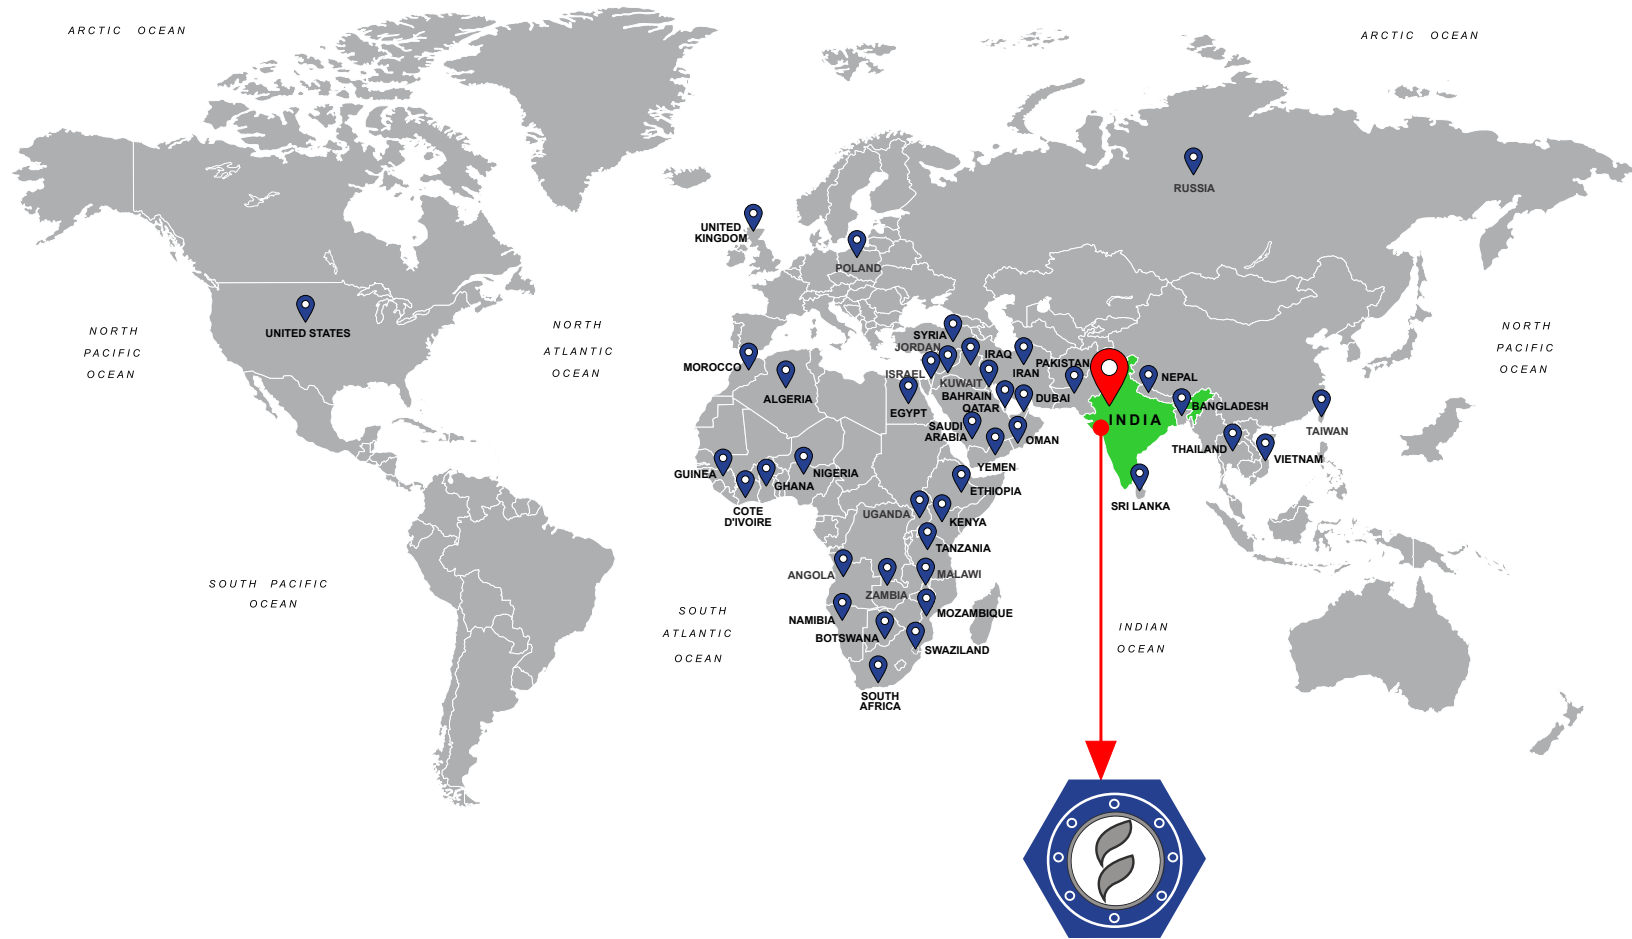 ARCTIC OCEAN
ARCTIC OCEAN
RUSSIA
UNITED
KINGDOM
POLAND
UNITED STATES
NORTH
PACIFIC
OCEAN
NORTH
ATLANTIC
OCEAN
NORTH
PACIFIC
OCEAN
SYRIA
JORDAN
IRAQ
IRAN
PAKISTAN
MOROCCO
ISRAEL
KUWAIT
NEPAL
ALGERIA
EGYPT
BAHRAIN
QATAR
DUBAI
BANGLADESH
INDIA
SAUDI
ARABIA
OMAN
TAIWAN
THAILAND
VIETNAM
YEMEN
GUINEA
NIGERIA
GHANA
ETHIOPIA
SRI LANKA
COTE
D'IVOIRE
UGANDA
KENYA
TANZANIA
ANGOLA
MALAWI
ZAMBIA
SOUTH PACIFIC
OCEAN
SOUTH
ATLANTIC
OCEAN
NAMIBIA
MOZAMBIQUE
BOTSWANA
SWAZILAND
INDIAN
OCEAN
SOUTH
AFRICA